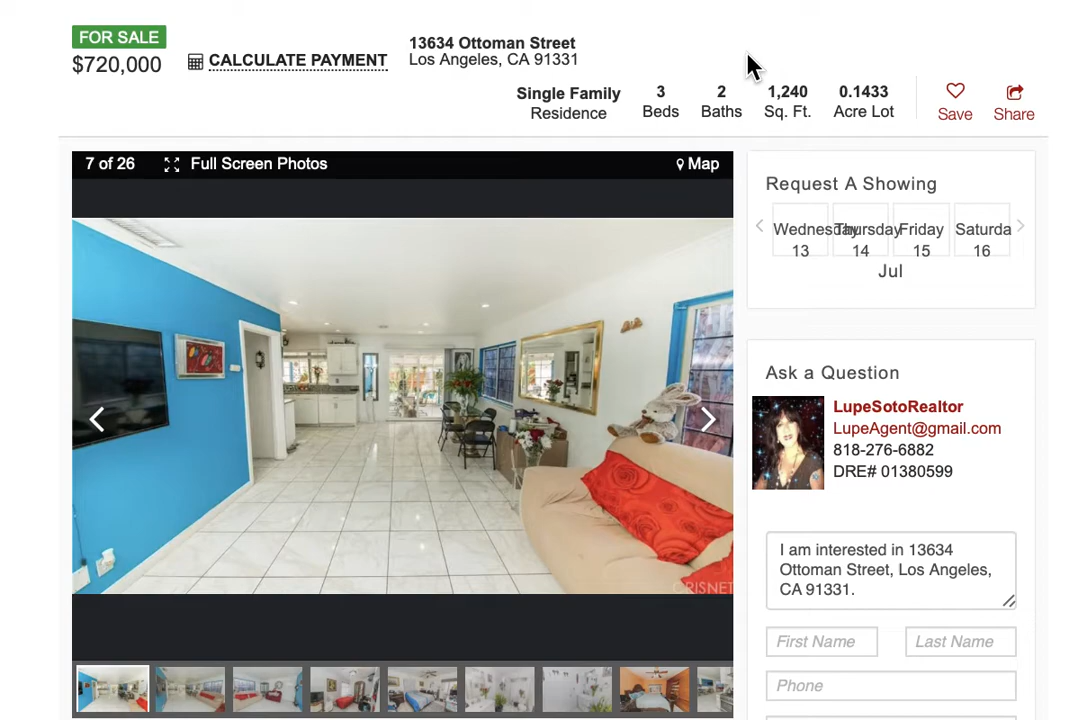 FOR SALE
$720,000
CALCULATE PAYMENT
13634 Ottoman Street
Los Angeles, CA 91331
Single Family
Residence
3
Beds
2
Baths
1,240
Sq. Ft.
0.1433
Acre Lot
Save
Share
7 of 26
Full Screen Photos
Map
Request A Showing
Wednesday
13
Thursday
14
Friday
15
Saturda
16
Jul
Ask a Question
LupeSotoRealtor
LupeAgent@gmail.com
818-276-6882
DRE# 01380599
I am interested in 13634
Ottoman Street, Los Angeles,
CA 91331.
First Name
Last Name
Phone
CRISNET